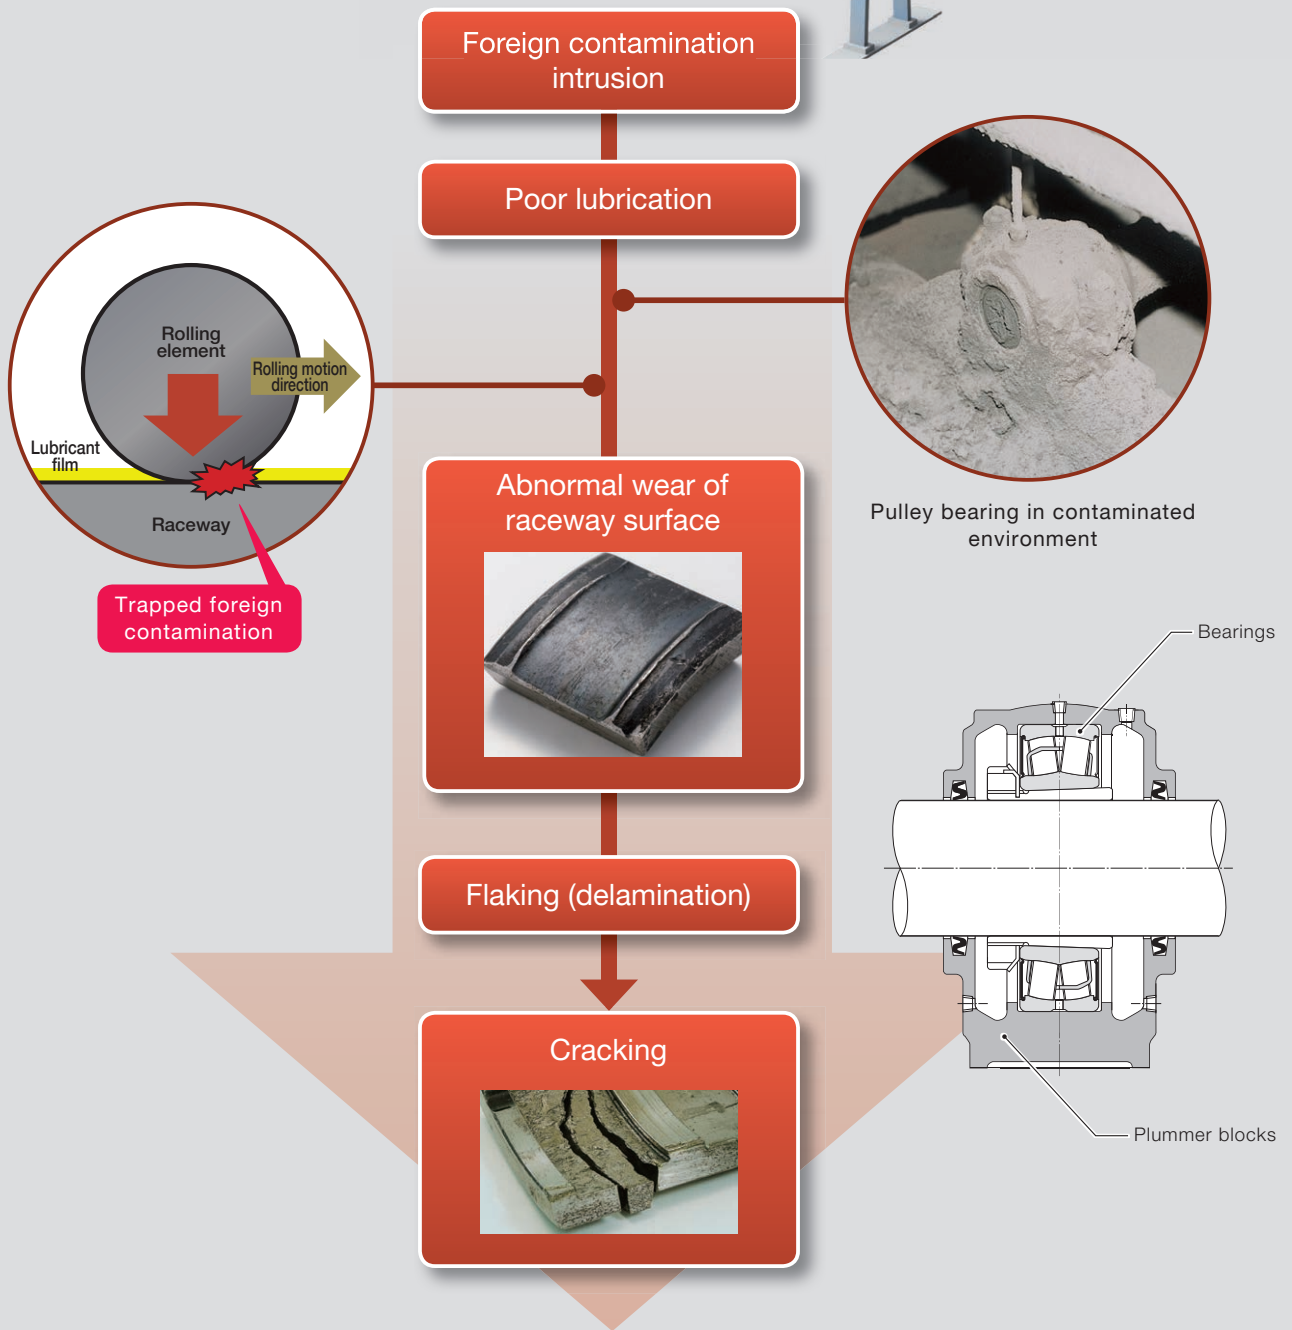 Foreign contamination
intrusion
Poor lubrication
Rolling
element
Rolling motion
direction
Lubricant
film
Raceway
Trapped foreign
contamination
Pulley bearing in contaminated
environment
Abnormal wear of
raceway surface
Bearings
Flaking (delamination)
Cracking
Plummer blocks